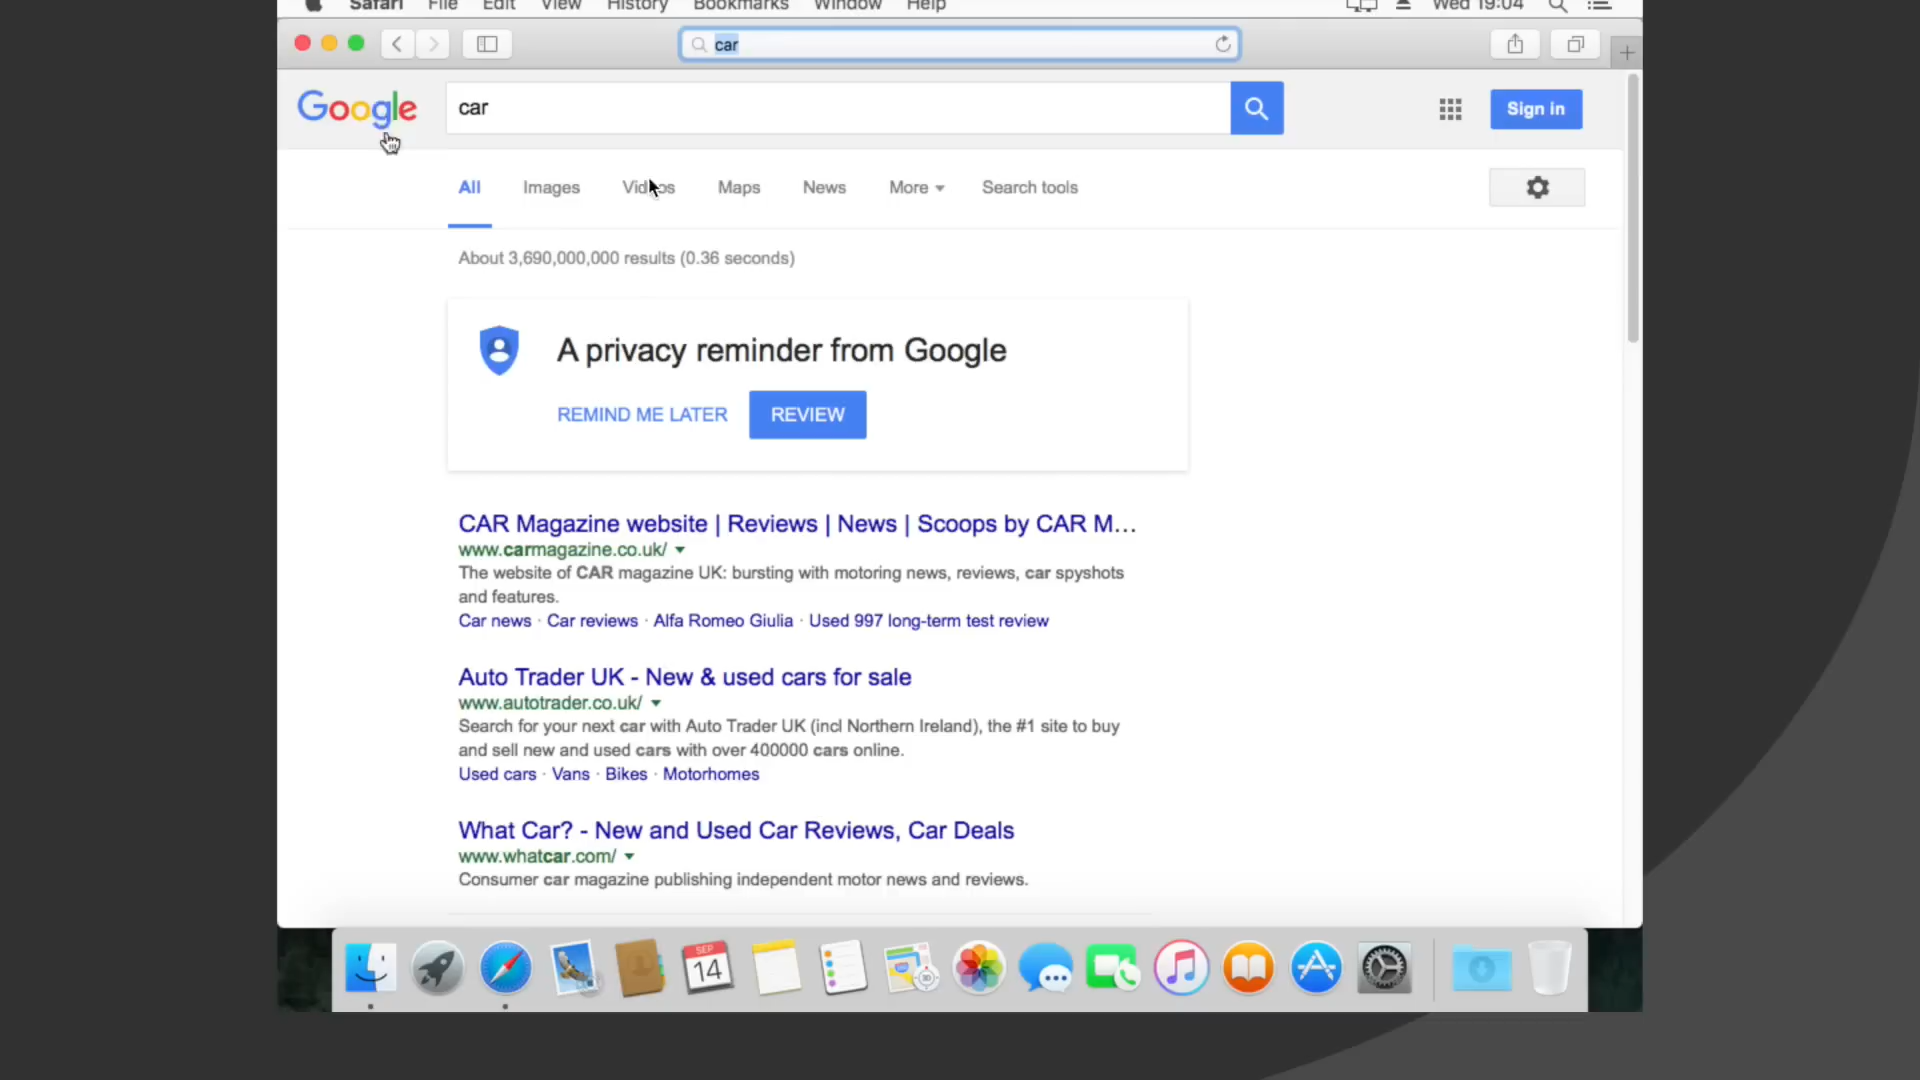 Safari File Edit View History Bookmarks Window Help Wed 19:04
car
Google car Sign in
All Images Videos Maps News More Search tools
About 3,690,000,000 results (0.36 seconds)
A privacy reminder from Google
REMIND ME LATER REVIEW
CAR Magazine website | Reviews | News | Scoops by CAR M...
www.carmagazine.co.uk/
The website of CAR magazine UK: bursting with motoring news, reviews, car spyshots
and features.
Car news · Car reviews · Alfa Romeo Giulia · Used 997 long-term test review
Auto Trader UK - New & used cars for sale
www.autotrader.co.uk/
Search for your next car with Auto Trader UK (incl Northern Ireland), the #1 site to buy
and sell new and used cars with over 400000 cars online.
Used cars · Vans · Bikes · Motorhomes
What Car? - New and Used Car Reviews, Car Deals
www.whatcar.com/
Consumer car magazine publishing independent motor news and reviews.
SEP
14
3D